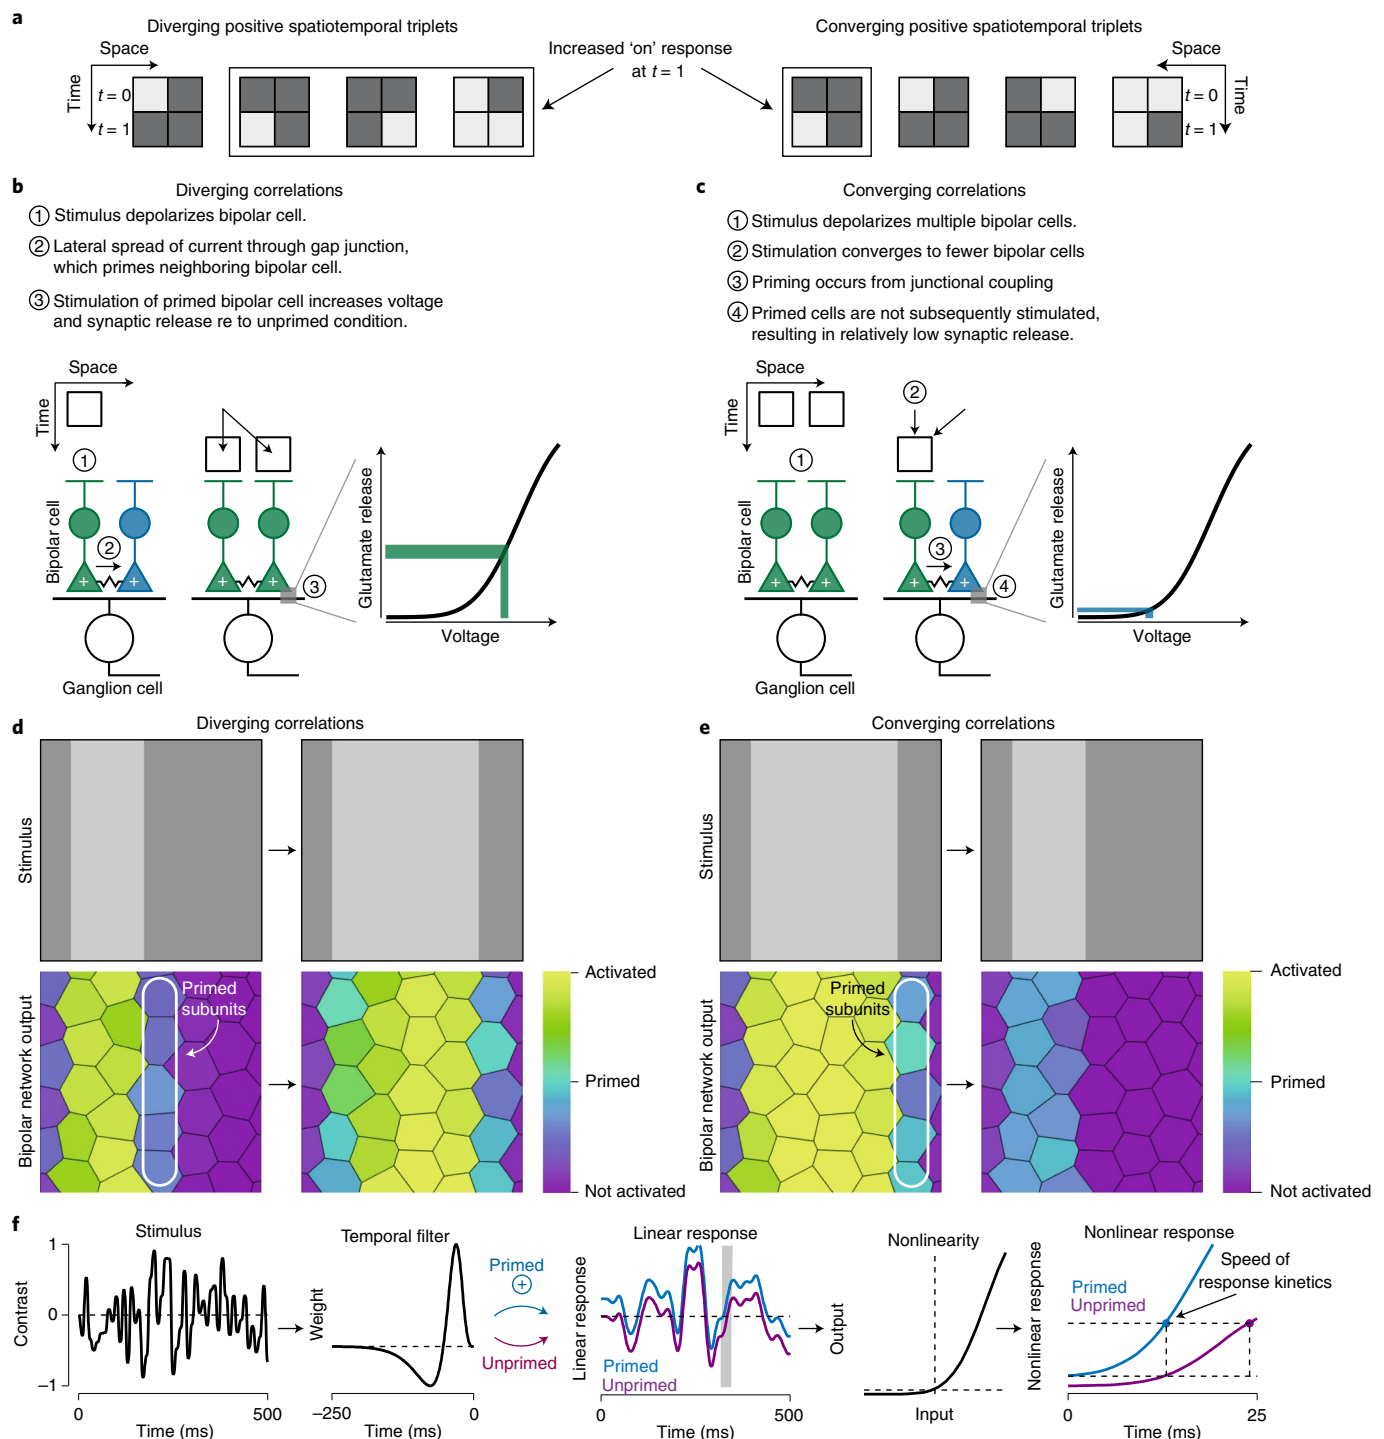 a
Diverging positive spatiotemporal triplets
Space
Time
t = 0
t = 1
Increased ‘on’ response
at t = 1
Converging positive spatiotemporal triplets
Space
t = 0
t = 1
Time
b
Diverging correlations
1 Stimulus depolarizes bipolar cell.
2 Lateral spread of current through gap junction,
which primes neighboring bipolar cell.
3 Stimulation of primed bipolar cell increases voltage
and synaptic release re to unprimed condition.
Space
Time
1
Bipolar cell
2
+
+
+
+
3
Ganglion cell
Glutamate release
Voltage
c
Converging correlations
1 Stimulus depolarizes multiple bipolar cells.
2 Stimulation converges to fewer bipolar cells
3 Priming occurs from junctional coupling
4 Primed cells are not subsequently stimulated,
resulting in relatively low synaptic release.
Space
Time
2
1
Bipolar cell
3
+
+
+
+
4
Ganglion cell
Glutamate release
Voltage
d
Diverging correlations
Stimulus
Bipolar network output
Primed
subunits
Activated
Primed
Not activated
e
Converging correlations
Stimulus
Bipolar network output
Primed
subunits
Activated
Primed
Not activated
f
Stimulus
Contrast
1
0
–1
0
500
Time (ms)
Temporal filter
Weight
–250
0
Time (ms)
Primed
+
Unprimed
Linear response
Linear response
Primed
Unprimed
0
500
Time (ms)
Nonlinearity
Output
Input
Nonlinear response
Nonlinear response
Primed
Unprimed
Speed of
response kinetics
0
25
Time (ms)